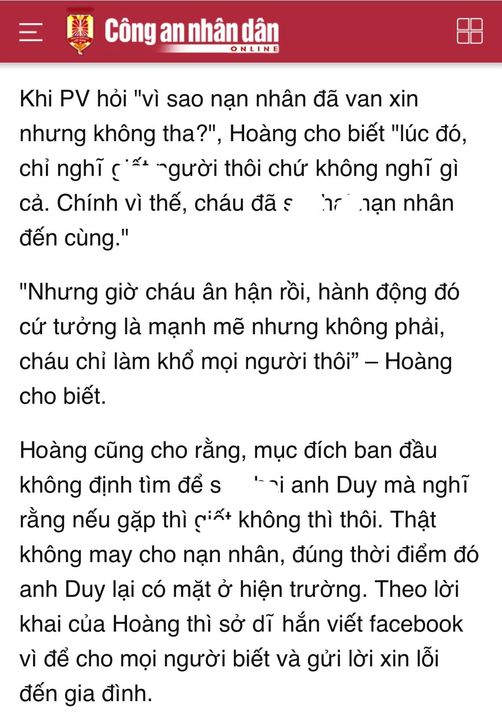 Công an nhân dân
ONLINE
Khi PV hỏi "vì sao nạn nhân đã van xin
nhưng không tha?", Hoàng cho biết "lúc đó,
chỉ nghĩ người thôi chứ không nghĩ gì
cả. Chính vì thế, cháu đã nạn nhân
đến cùng."
"Nhưng giờ cháu ân hận rồi, hành động đó
cứ tưởng là mạnh mẽ nhưng không phải,
cháu chỉ làm khổ mọi người thôi” – Hoàng
cho biết.
Hoàng cũng cho rằng, mục đích ban đầu
không định tìm để anh Duy mà nghĩ
rằng nếu gặp thì không thì thôi. Thật
không may cho nạn nhân, đúng thời điểm đó
anh Duy lại có mặt ở hiện trường. Theo lời
khai của Hoàng thì sở dĩ hắn viết facebook
vì để cho mọi người biết và gửi lời xin lỗi
đến gia đình.